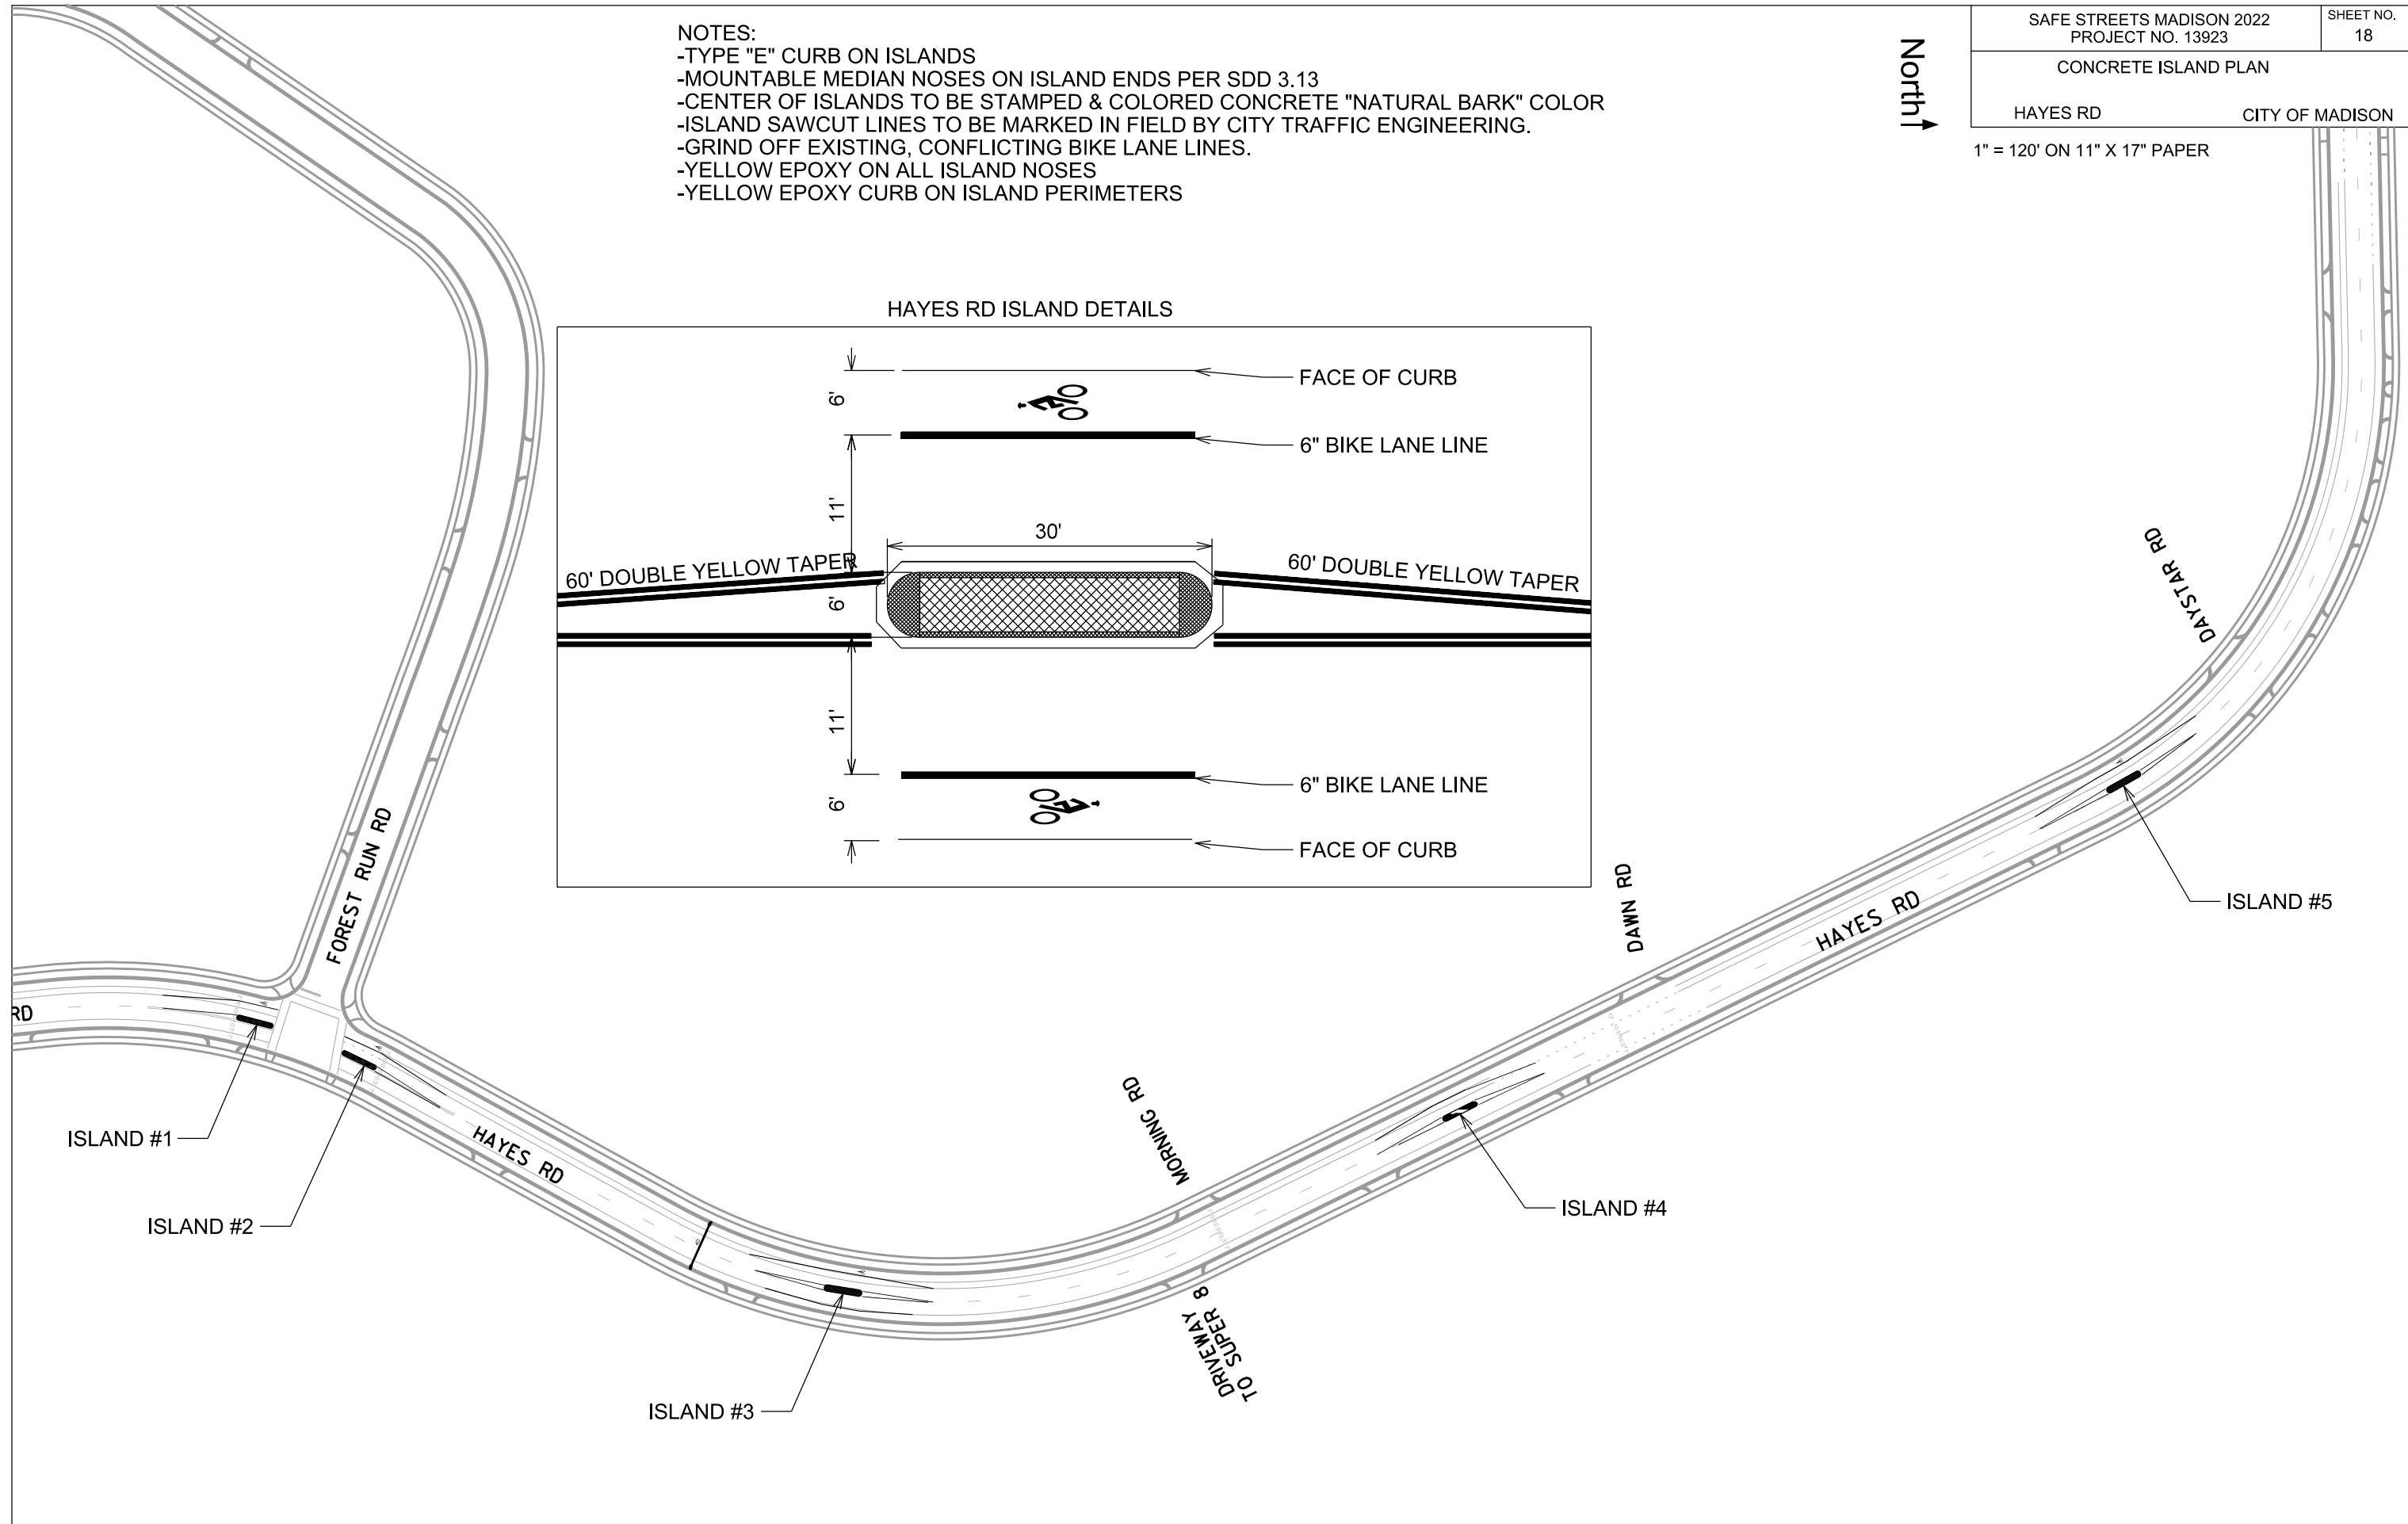 NOTES:
-TYPE "E" CURB ON ISLANDS
-MOUNTABLE MEDIAN NOSES ON ISLAND ENDS PER SDD 3.13
-CENTER OF ISLANDS TO BE STAMPED & COLORED CONCRETE "NATURAL BARK" COLOR
-ISLAND SAWCUT LINES TO BE MARKED IN FIELD BY CITY TRAFFIC ENGINEERING.
-GRIND OFF EXISTING, CONFLICTING BIKE LANE LINES.
-YELLOW EPOXY ON ALL ISLAND NOSES
-YELLOW EPOXY CURB ON ISLAND PERIMETERS
North
SAFE STREETS MADISON 2022
PROJECT NO. 13923
SHEET NO.
18
CONCRETE ISLAND PLAN
HAYES RD
CITY OF MADISON
1" = 120' ON 11" X 17" PAPER
HAYES RD ISLAND DETAILS
FACE OF CURB
6'
6" BIKE LANE LINE
11'
30'
60' DOUBLE YELLOW TAPER
60' DOUBLE YELLOW TAPER
6'
11'
6" BIKE LANE LINE
6'
FACE OF CURB
DAYSTAR RD
FOREST RUN RD
DAWN RD
HAYES RD
ISLAND #5
RD
ISLAND #1
HAYES RD
MORNING RD
ISLAND #2
ISLAND #4
DRIVEWAY
TO SUPER 8
ISLAND #3